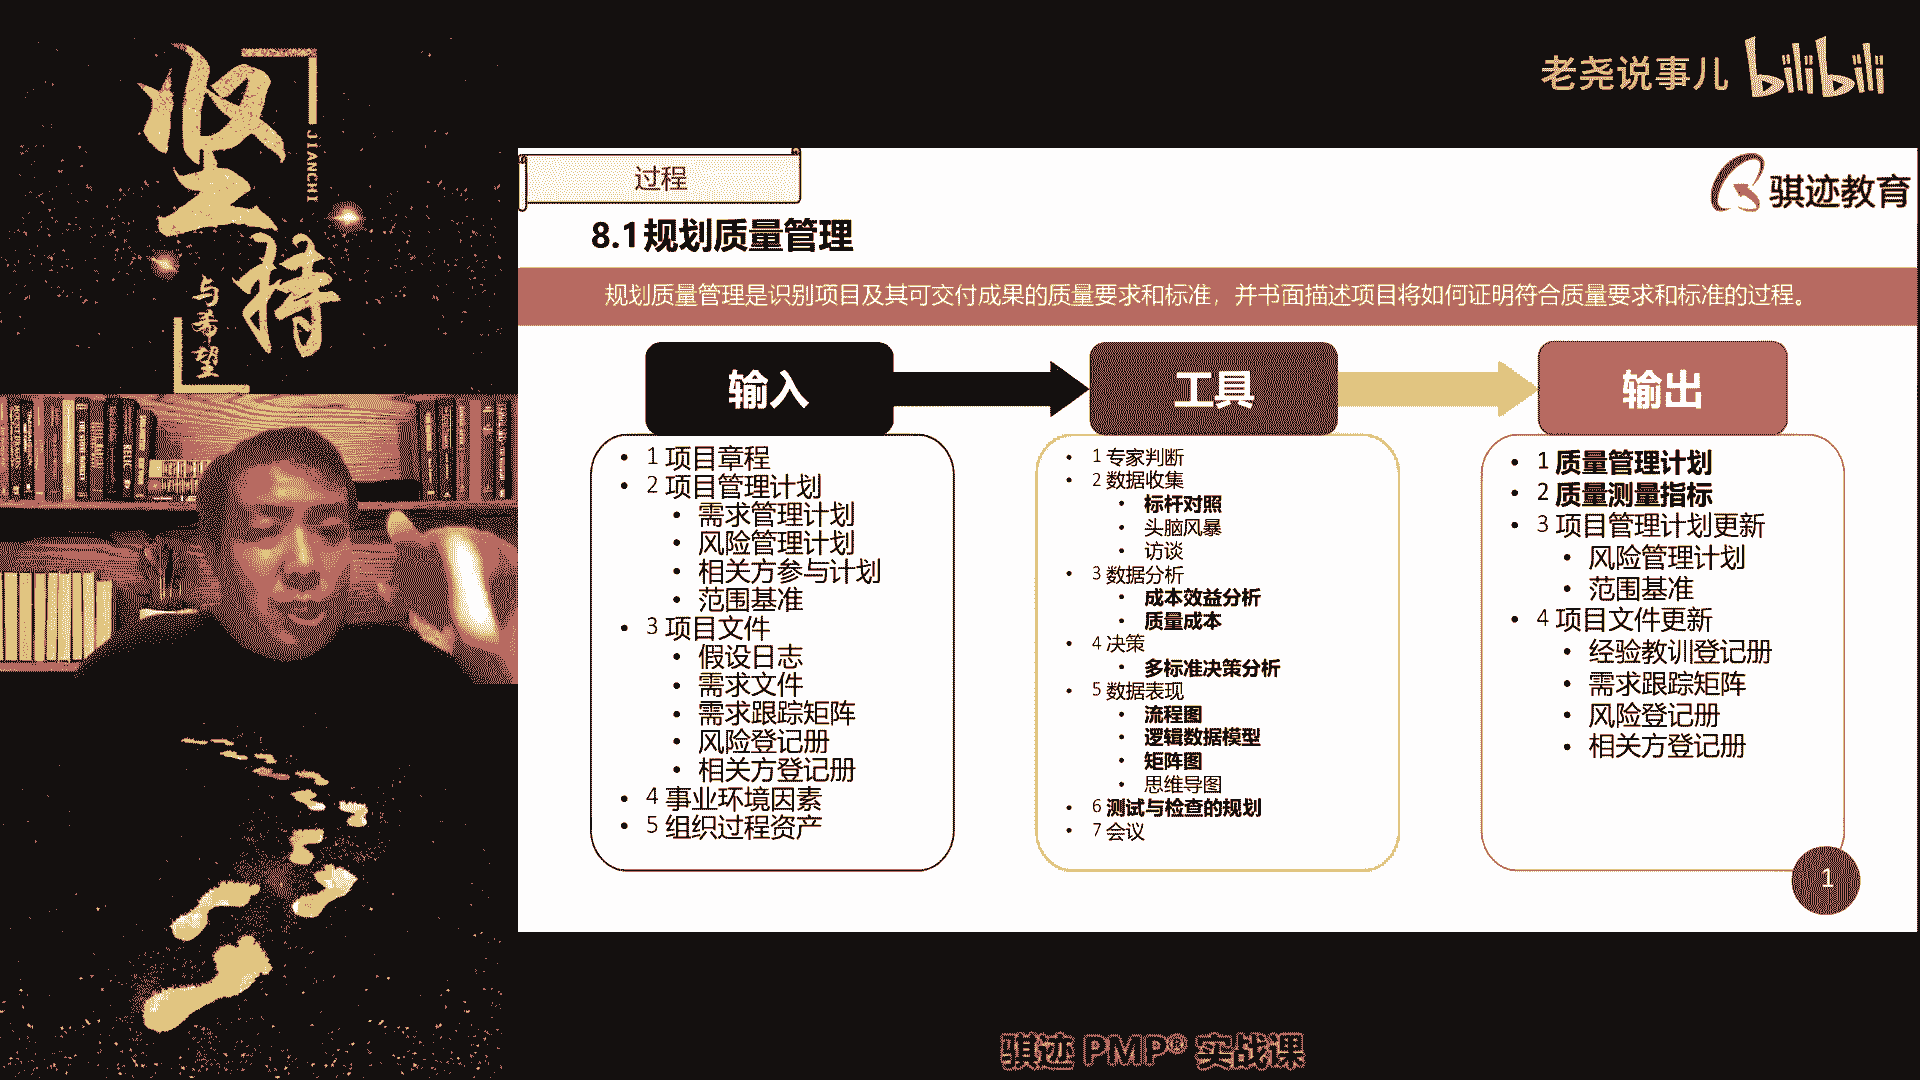 坚持
JIANCHI
与希望
老尧说事儿 bilibili
过程
骐迹教育
8.1规划质量管理
规划质量管理是识别项目及其可交付成果的质量要求和标准，并书面描述项目将如何证明符合质量要求和标准的过程。
输入
• 1 项目章程
• 2 项目管理计划
• 需求管理计划
• 风险管理计划
• 相关方参与计划
• 范围基准
• 3 项目文件
• 假设日志
• 需求文件
• 需求跟踪矩阵
• 风险登记册
• 相关方登记册
• 4 事业环境因素
• 5 组织过程资产
工具
• 1 专家判断
• 2 数据收集
• 标杆对照
• 头脑风暴
• 访谈
• 3 数据分析
• 成本效益分析
• 质量成本
• 4 决策
• 多标准决策分析
• 5 数据表现
• 流程图
• 逻辑数据模型
• 矩阵图
• 思维导图
• 6 测试与检查的规划
• 7 会议
输出
• 1 质量管理计划
• 2 质量测量指标
• 3 项目管理计划更新
• 风险管理计划
• 范围基准
• 4 项目文件更新
• 经验教训登记册
• 需求跟踪矩阵
• 风险登记册
• 相关方登记册
1
骐迹 PMP® 实战课